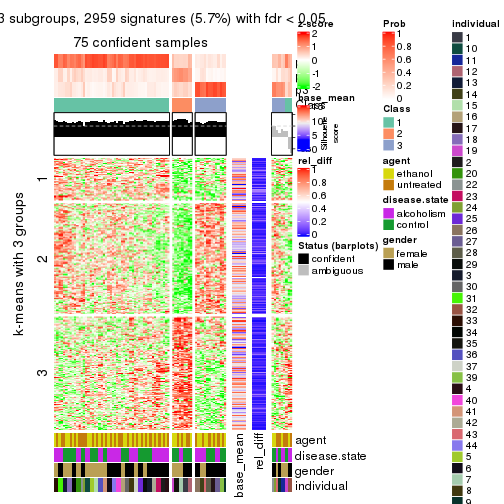 3 subgroups, 2959 signatures (5.7%) with fdr < 0.05
75 confident samples
k-means with 3 groups
1
2
3
p3
Class
Silhouette
score
base_mean
rel_diff
agent
disease.state
gender
individual
z-score
2
1
0
-1
-2
base_mean
15
10
5
0
rel_diff
1
0.8
0.6
0.4
0.2
0
Status (barplots)
confident
ambiguous
Prob
1
0.8
0.6
0.4
0.2
0
Class
1
2
3
agent
ethanol
untreated
disease.state
alcoholism
control
gender
female
male
individual
1
10
11
12
13
14
15
16
17
18
19
2
20
22
23
24
25
26
27
28
29
3
30
31
32
33
34
35
36
37
39
4
40
41
42
43
44
5
6
7
8
9